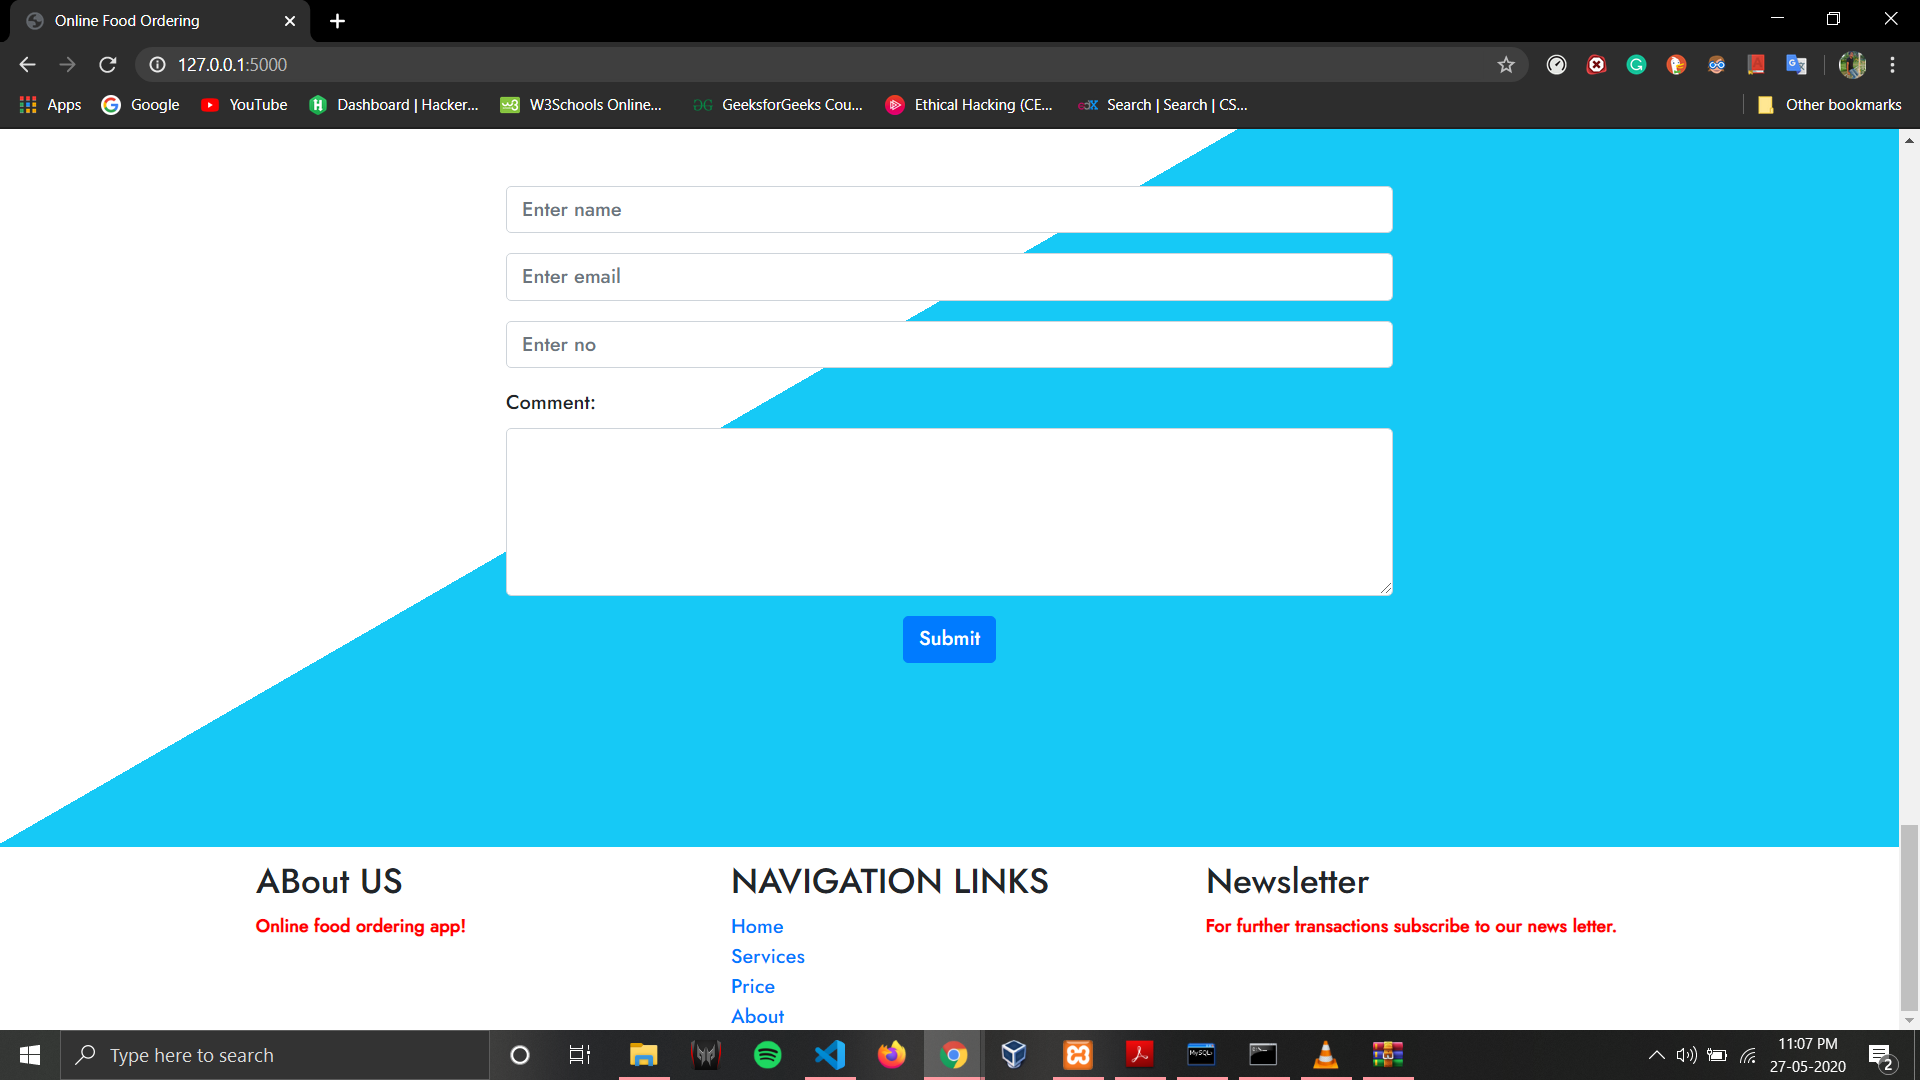 Online Food Ordering
127.0.0.1:5000
Apps
Google
YouTube
Dashboard | Hacker...
W3Schools Online...
GeeksforGeeks Cou...
Ethical Hacking (CE...
Search | Search | CS...
Other bookmarks
Enter name
Enter email
Enter no
Comment:
Submit
ABout US
Online food ordering app!
NAVIGATION LINKS
Home
Services
Price
About
Newsletter
For further transactions subscribe to our news letter.
Type here to search
11:07 PM
27-05-2020
2